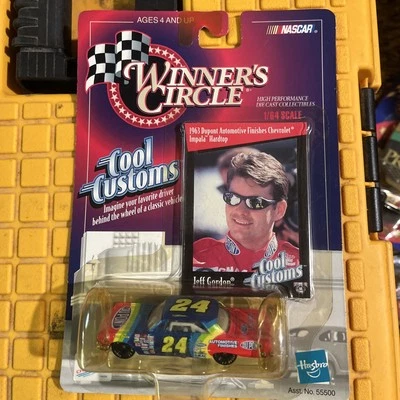 AGES 4 AND UP
NASCAR
WINNER'S
CIRCLE
HIGH PERFORMANCE
DIE CAST COLLECTIBLES
1/64 SCALE
1963 Dupont Automotive Finishes Chevrolet
Impala Hardtop
Cool
Customs
Imagine your favorite driver
behind the wheel of a classic vehicle
Jeff Gordon
Cool
Customs
24
24
AUTOMOTIVE
FINISHES
Hasbro
Asst. No. 55500